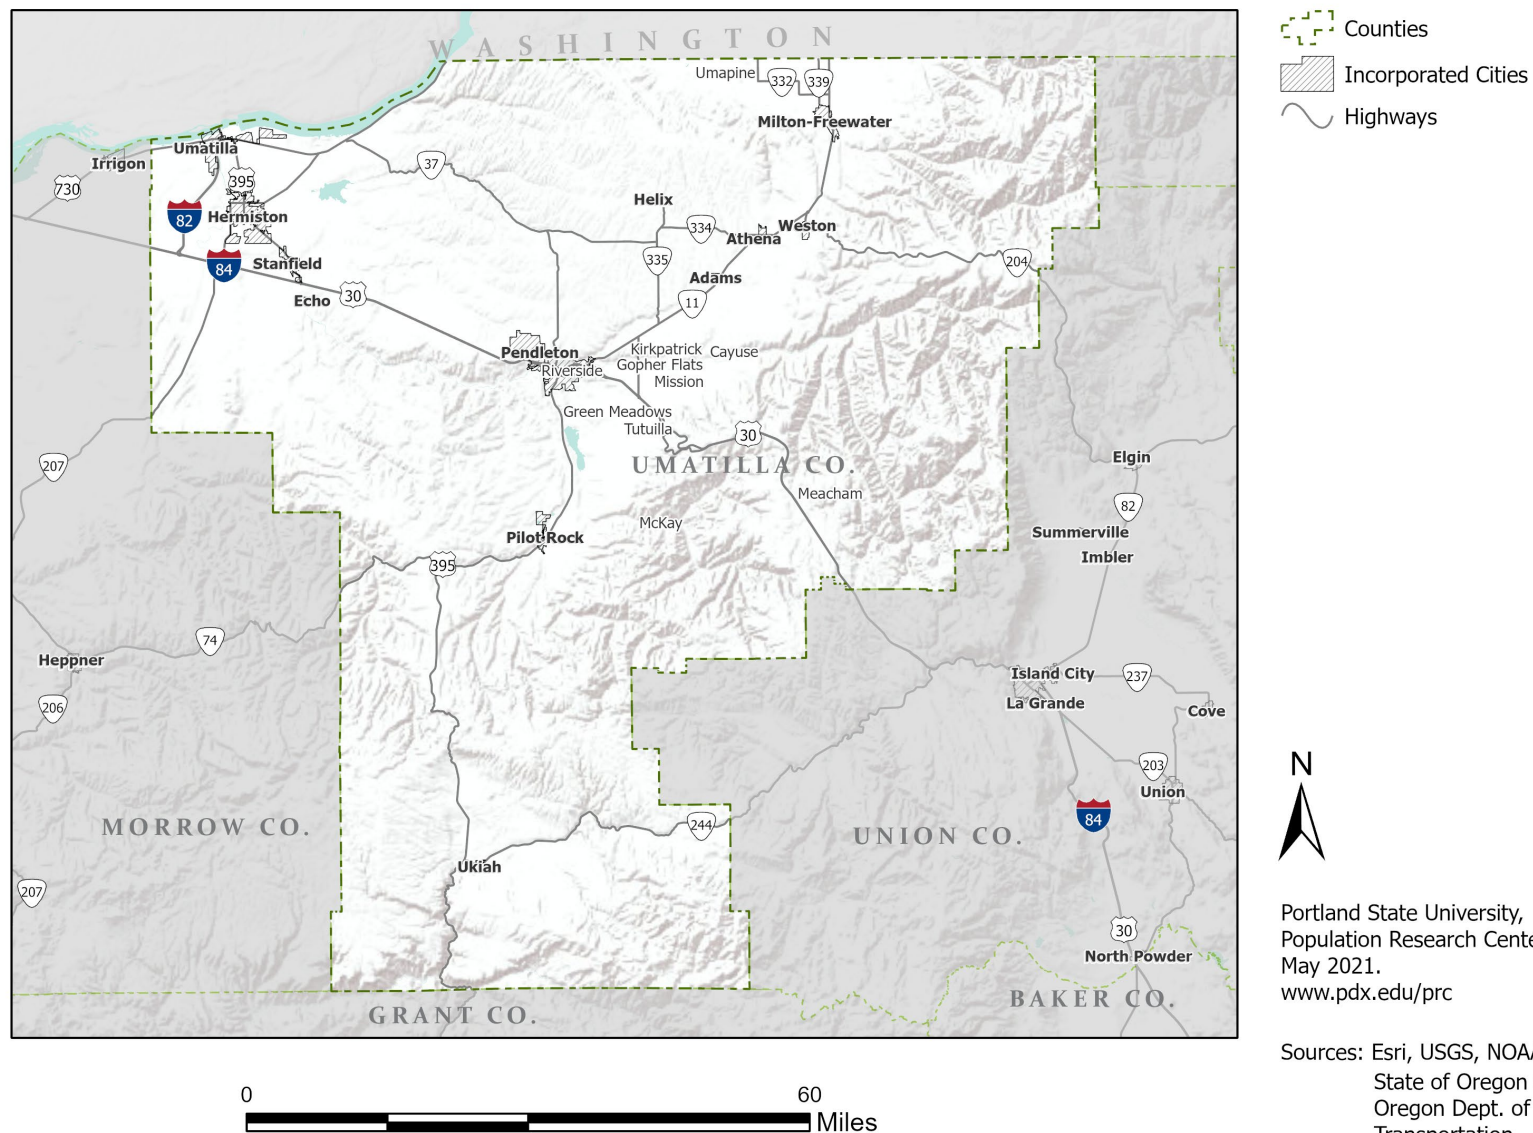 WASHINGTON
Counties
Incorporated Cities
Highways
Umapine
332
339
Milton-Freewater
Umatilla
Irrigon
730
395
37
82
Hermiston
Helix
334
Weston
Athena
84
Stanfield
335
204
Adams
Echo
30
11
Pendleton
Kirkpatrick
Cayuse
Riverside
Gopher Flats
Mission
Green Meadows
Tutuilla
30
207
UMATILLA CO.
Elgin
Meacham
82
McKay
Summerville
Pilot Rock
Imbler
395
74
Heppner
Island City
237
La Grande
206
Cove
203
Union
N
84
MORROW CO.
244
UNION CO.
Ukiah
207
30
North Powder
BAKER CO.
GRANT CO.
Portland State University,
Population Research Cente
May 2021.
www.pdx.edu/prc
Sources: Esri, USGS, NOAA
State of Oregon
Oregon Dept. of
Transportation
0
60
Miles